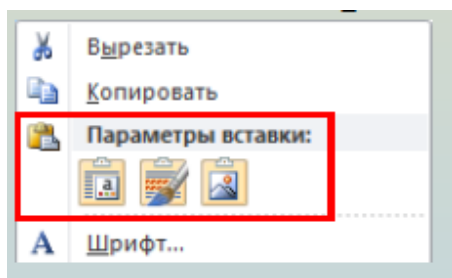 Вырезать
Копировать
Параметры вставки:
Шрифт...